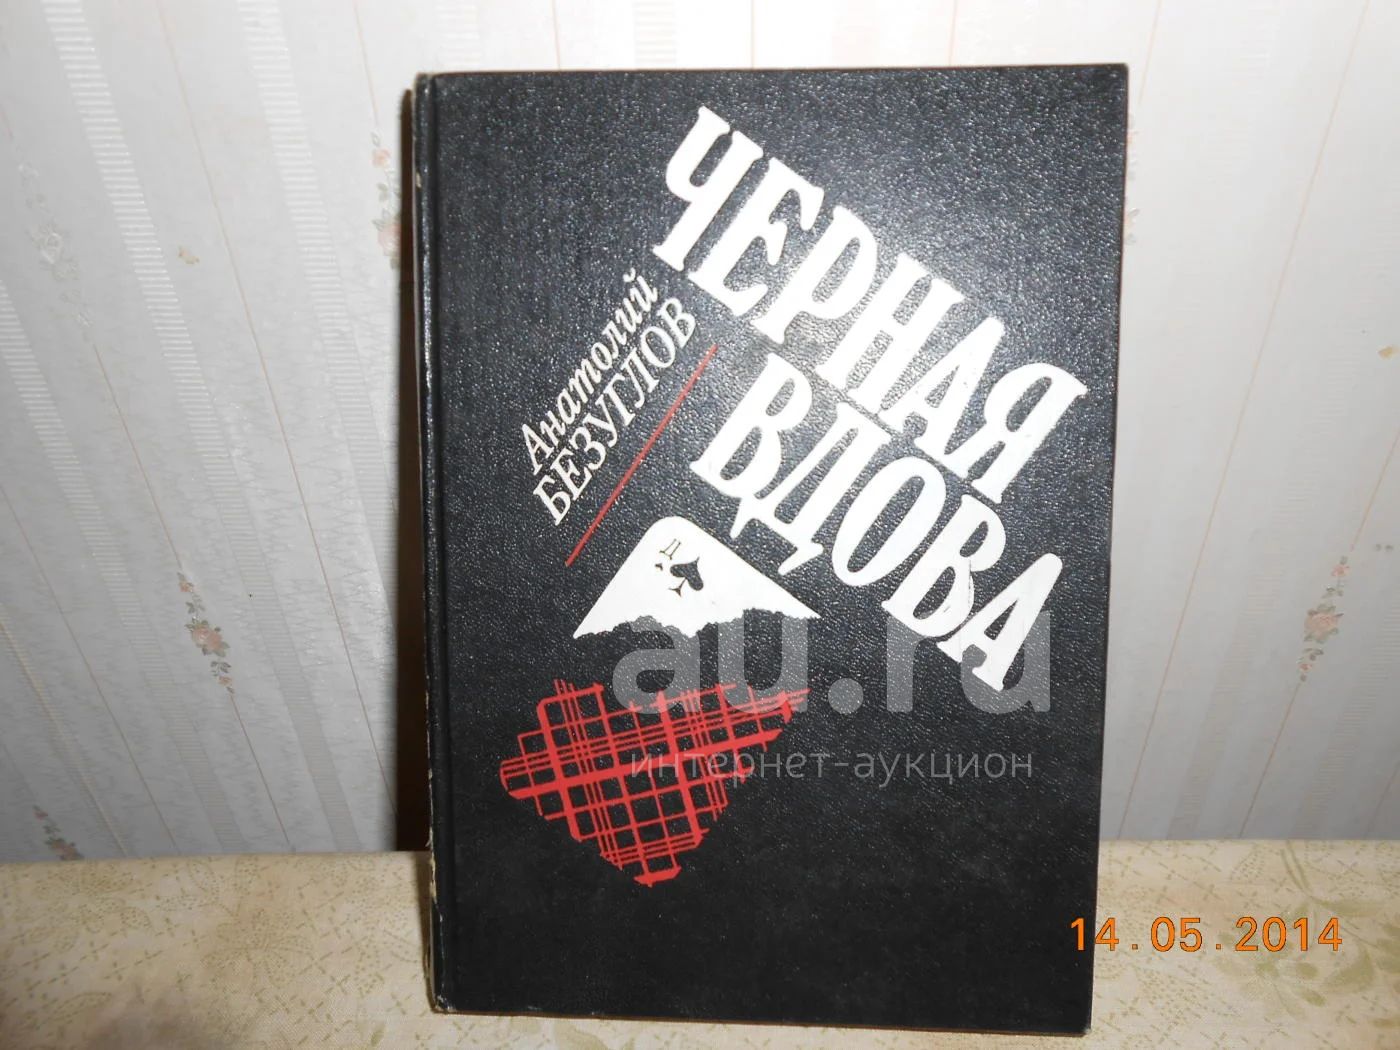 ЧЕРНАЯ
ВДОВА
Анатолий
БЕЗУГЛОВ
Д
au.ru
интернет-аукцион
14.05.2014